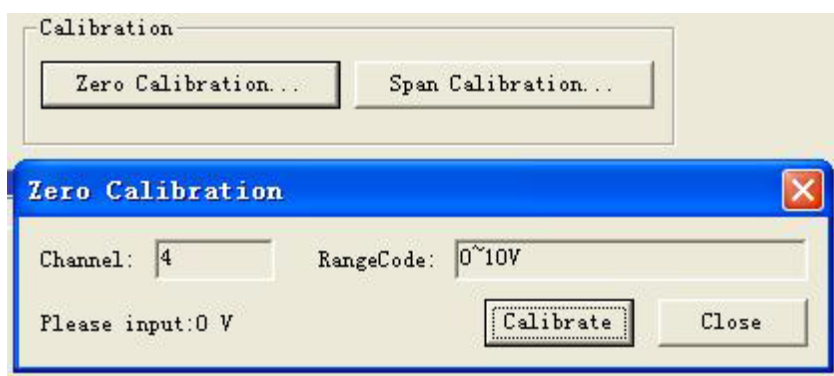 Calibration
Zero Calibration... Span Calibration...
Zero Calibration
Channel: 4 RangeCode: 0~10V
Please input:0 V Calibrate Close